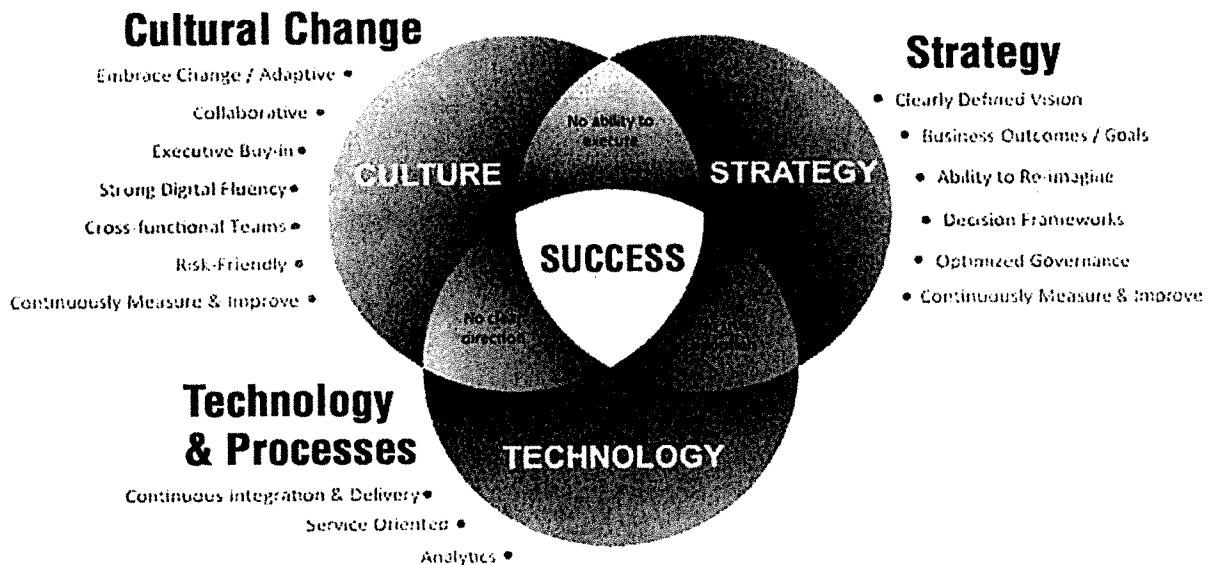 Cultural Change
Embrace Change / Adaptive •
Collaborative •
Executive Buy-in •
Strong Digital Fluency •
Cross-functional Teams •
Risk-Friendly •
Continuously Measure & Improve •
Strategy
• Clearly Defined Vision
• Business Outcomes / Goals
• Ability to Re-imagine
• Decision Frameworks
• Optimized Governance
• Continuously Measure & Improve
No ability to
execute
CULTURE
STRATEGY
SUCCESS
No clear
direction
TECHNOLOGY
Technology
& Processes
Continuous Integration & Delivery •
Service Oriented •
Analytics •